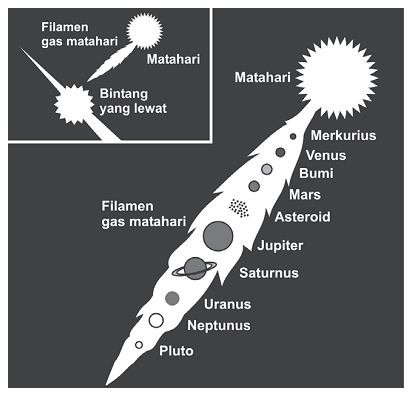 Filamen
gas matahari
Matahari
Bintang
yang lewat
Matahari
Merkurius
Venus
Bumi
Mars
Asteroid
Filamen
gas matahari
Jupiter
Saturnus
Uranus
Neptunus
Pluto